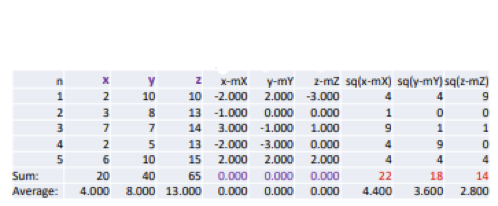 n x y z x-mX y-mY z-mZ sq(x-mX) sq(y-mY) sq(z-mZ)
1 2 10 10 -2.000 2.000 -3.000 4 4 9
2 3 8 13 -1.000 0.000 0.000 1 0 0
3 7 7 14 3.000 -1.000 1.000 9 1 1
4 2 5 13 -2.000 -3.000 0.000 4 9 0
5 6 10 15 2.000 2.000 2.000 4 4 4
Sum: 20 40 65 0.000 0.000 0.000 22 18 14
Average: 4.000 8.000 13.000 0.000 0.000 0.000 4.400 3.600 2.800